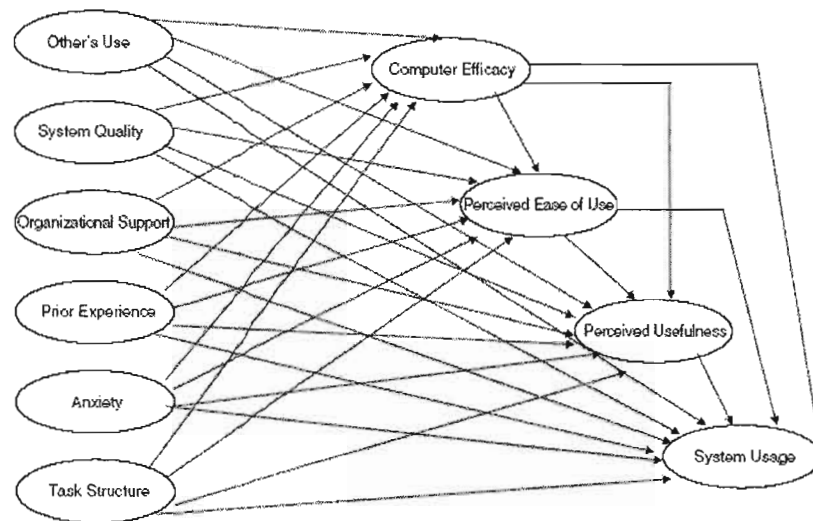 Other's Use
Computer Efficacy
System Quality
Perceived Ease of Use
Organizational Support
Prior Experience
Perceived Usefulness
Anxiety
System Usage
Task Structure